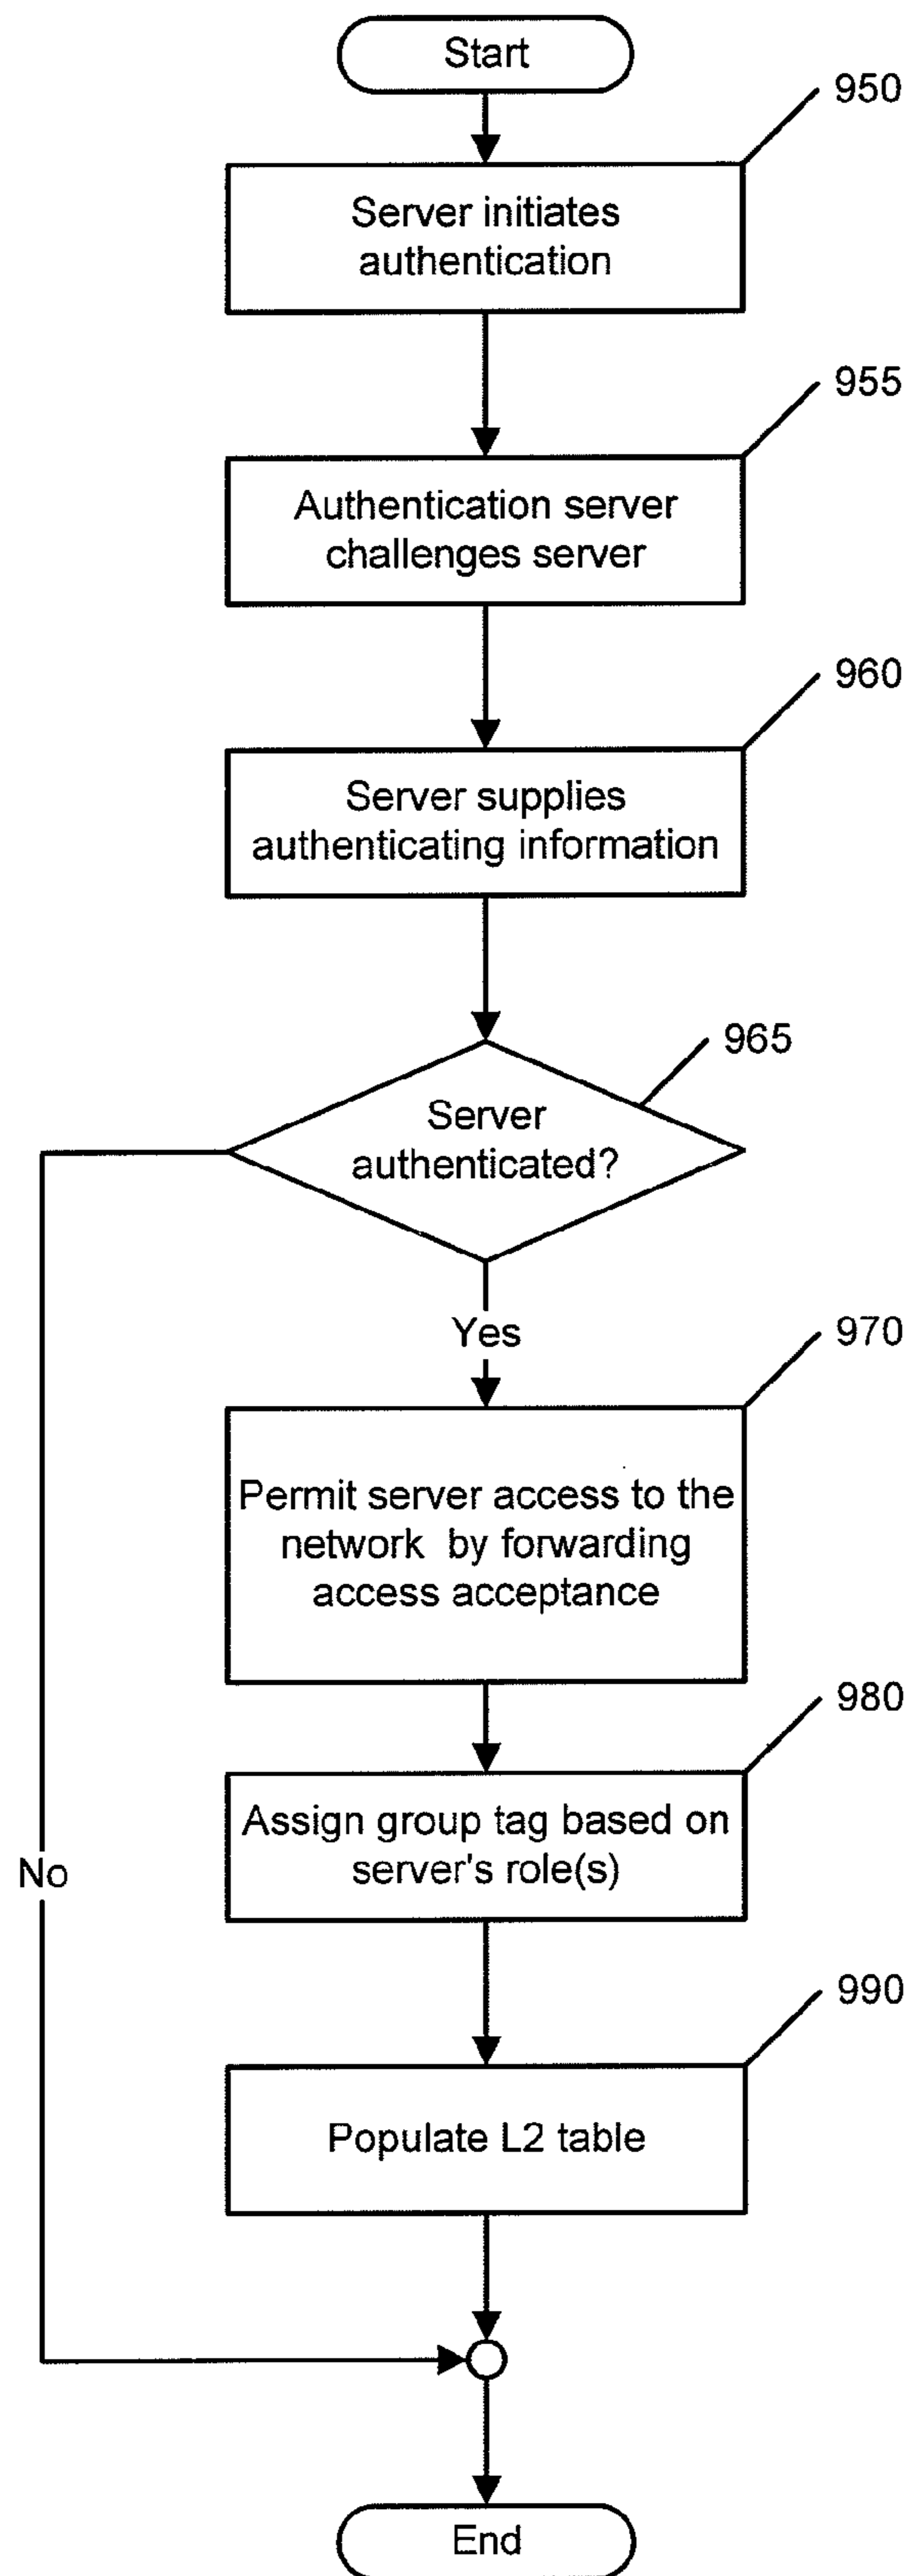 Start
950
Server initiates
authentication
955
Authentication server
challenges server
960
Server supplies
authenticating information
965
Server
authenticated?
Yes
970
Permit server access to the
network by forwarding
access acceptance
980
Assign group tag based on
server's role(s)
No
990
Populate L2 table
End